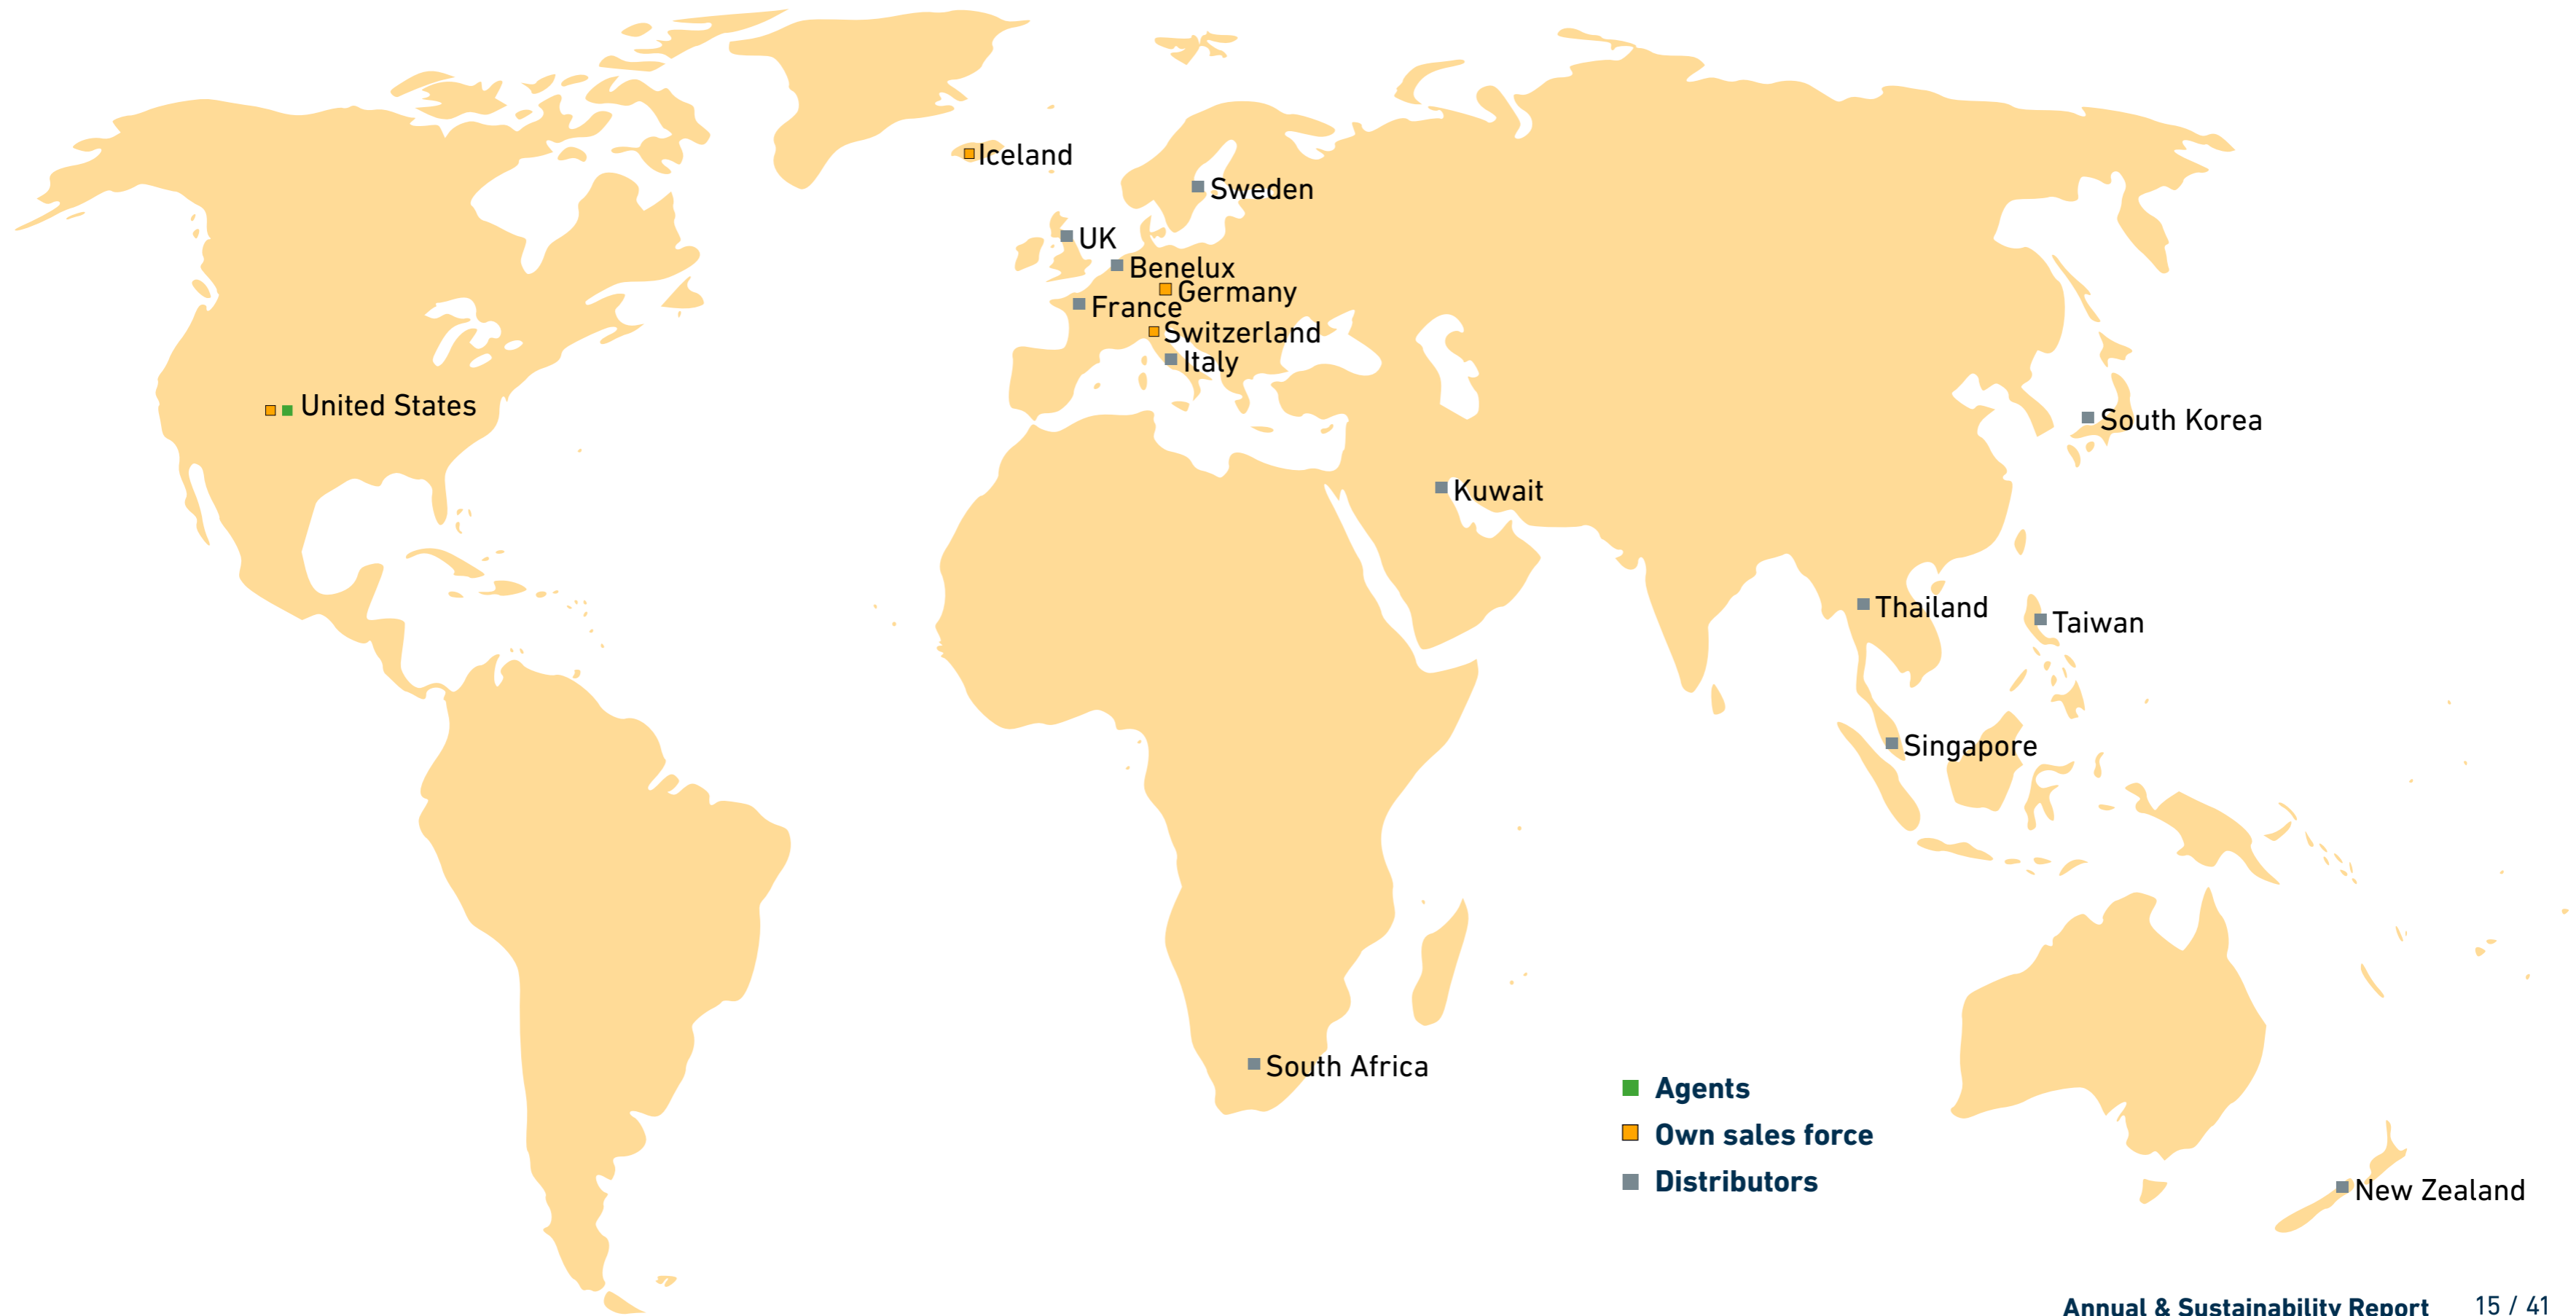 Iceland
Sweden
UK
Benelux
Germany
France
Switzerland
Italy
United States
South Korea
Kuwait
Thailand
Taiwan
Singapore
South Africa
Agents
Own sales force
Distributors
New Zealand
Annual & Sustainability Report 15 / 41